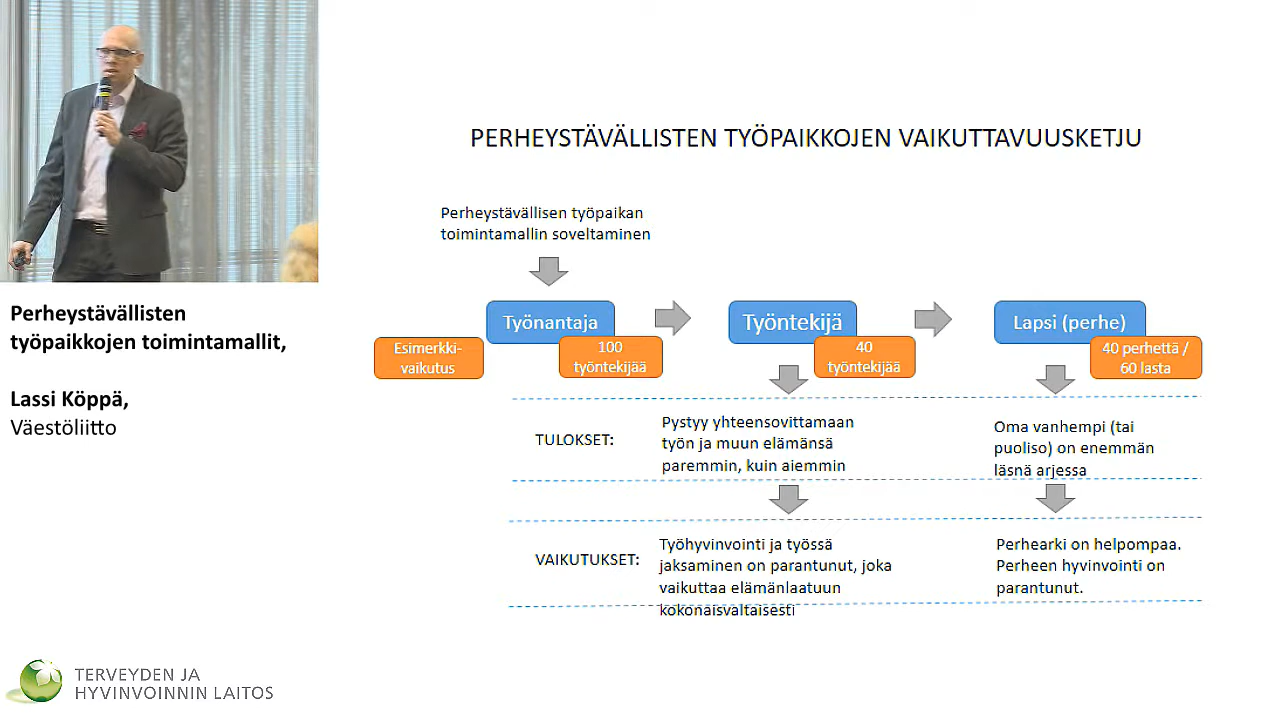 PERHEYSTÄVÄLLISTEN TYÖPAIKKOJEN VAIKUTTAVUUSKETJU
Perheystävällisen työpaikan
toimintamallin soveltaminen
Työnantaja
Työntekijä
Lapsi (perhe)
Esimerkki-
vaikutus
100
työntekijää
40
työntekijää
40 perhettä /
60 lasta
TULOKSET:
Pystyy yhteensovittamaan
työn ja muun elämänsä
paremmin, kuin aiemmin
Oma vanhempi (tai
puoliso) on enemmän
läsnä arjessa
VAIKUTUKSET:
Työhyvinvointi ja työssä
jaksaminen on parantunut, joka
vaikuttaa elämänlaatuun
kokonaisvaltaisesti
Perhearki on helpompaa.
Perheen hyvinvointi on
parantunut.
Perheystävällisten
työpaikkojen toimintamallit,
Lassi Köppä,
Väestöliitto
TERVEYDEN JA
HYVINVOINNIN LAITOS